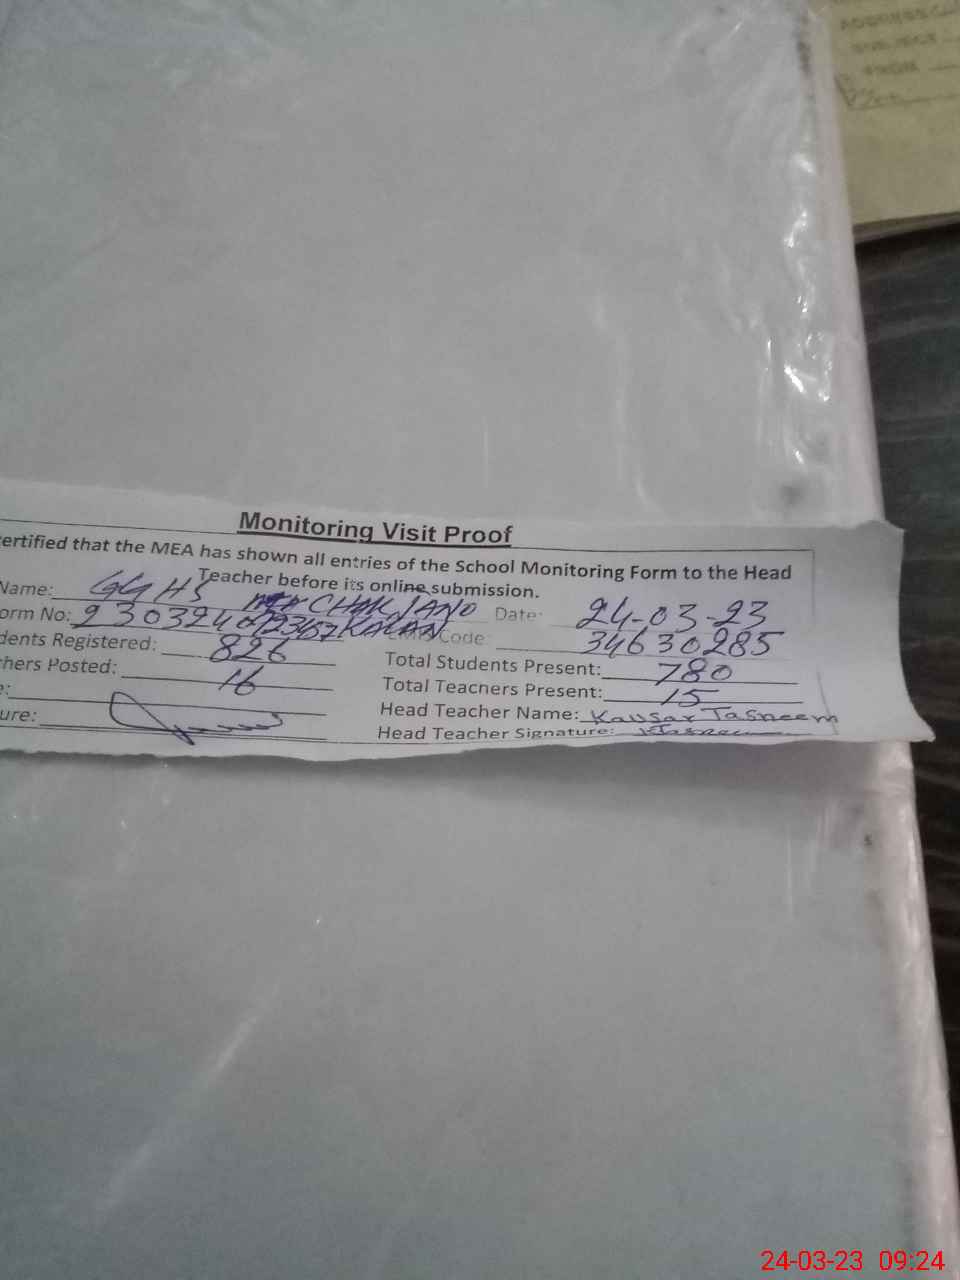 Monitoring Visit Proof
ertified that the MEA has shown all entries of the School Monitoring Form to the Head
Teacher before its online submission.
Name: GGHS CHAK JANO KALAN Date: 24-03-23
orm No: Code: 34630285
dents Registered: 826 Total Students Present: 780
hers Posted: 16 Total Teachers Present: 15
e: Head Teacher Name: Kausar Tasneem
ure: Head Teacher Signature:
24-03-23 09:24